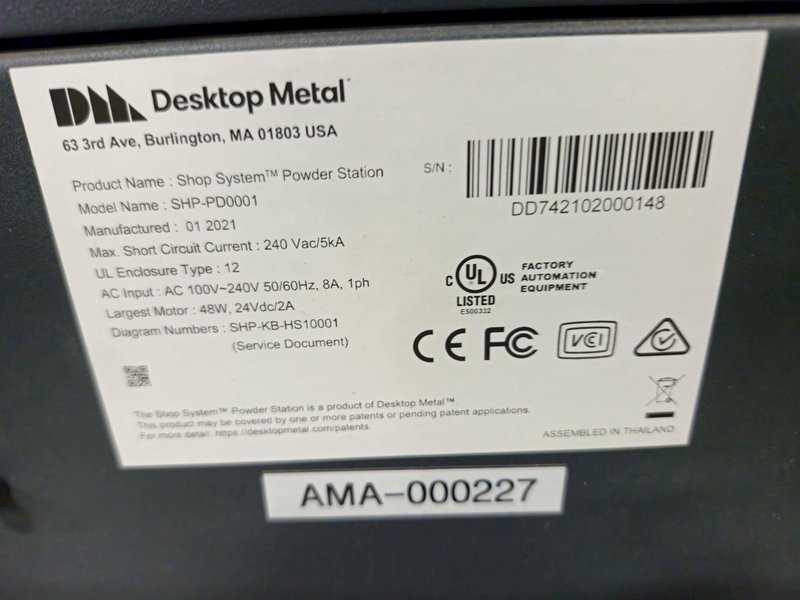 DM Desktop Metal™
63 3rd Ave, Burlington, MA 01803 USA
Product Name : Shop System™ Powder Station
Model Name : SHP-PD0001
Manufactured : 01 2021
Max. Short Circuit Current : 240 Vac/5kA
UL Enclosure Type : 12
AC Input : AC 100V~240V 50/60Hz, 8A, 1ph
Largest Motor : 48W, 24Vdc/2A
Diagram Numbers : SHP-KB-HS10001
(Service Document)
S/N :
DD742102000148
C UL US
LISTED
E500332
FACTORY
AUTOMATION
EQUIPMENT
CE FC VCI
The Shop System™ Powder Station is a product of Desktop Metal™.
This product may be covered by one or more patents or pending patent applications.
For more detail: https://desktopmetal.com/patents.
ASSEMBLED IN THAILAND
AMA-000227